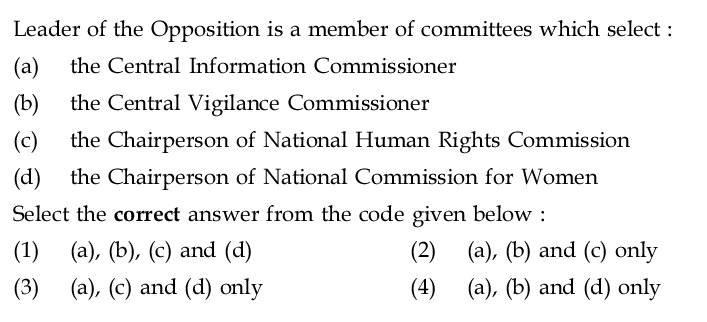 Leader of the Opposition is a member of committees which select :
(a) the Central Information Commissioner
(b) the Central Vigilance Commissioner
(c) the Chairperson of National Human Rights Commission
(d) the Chairperson of National Commission for Women
Select the correct answer from the code given below :
(1) (a), (b), (c) and (d) (2) (a), (b) and (c) only
(3) (a), (c) and (d) only (4) (a), (b) and (d) only